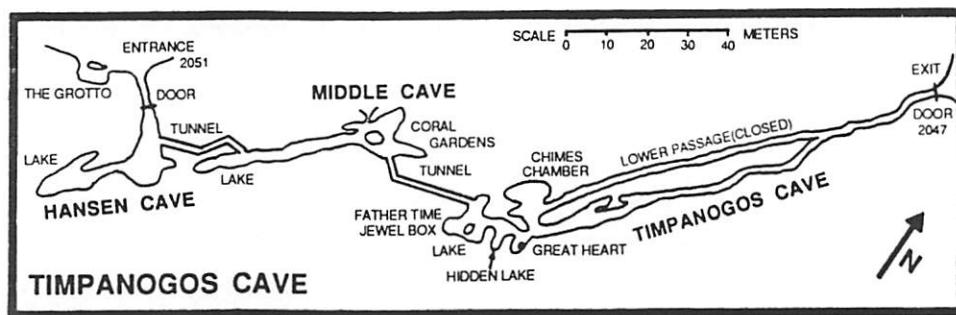 SCALE 0 10 20 30 40 METERS
ENTRANCE
2051
THE GROTTO
DOOR
TUNNEL
LAKE
HANSEN CAVE
LAKE
MIDDLE CAVE
CORAL
GARDENS
TUNNEL
CHIMES
CHAMBER
FATHER TIME
JEWEL BOX
LAKE
HIDDEN LAKE
GREAT HEART
LOWER PASSAGE (CLOSED)
TIMPANOGOS CAVE
EXIT
DOOR
2047
N
TIMPANOGOS CAVE